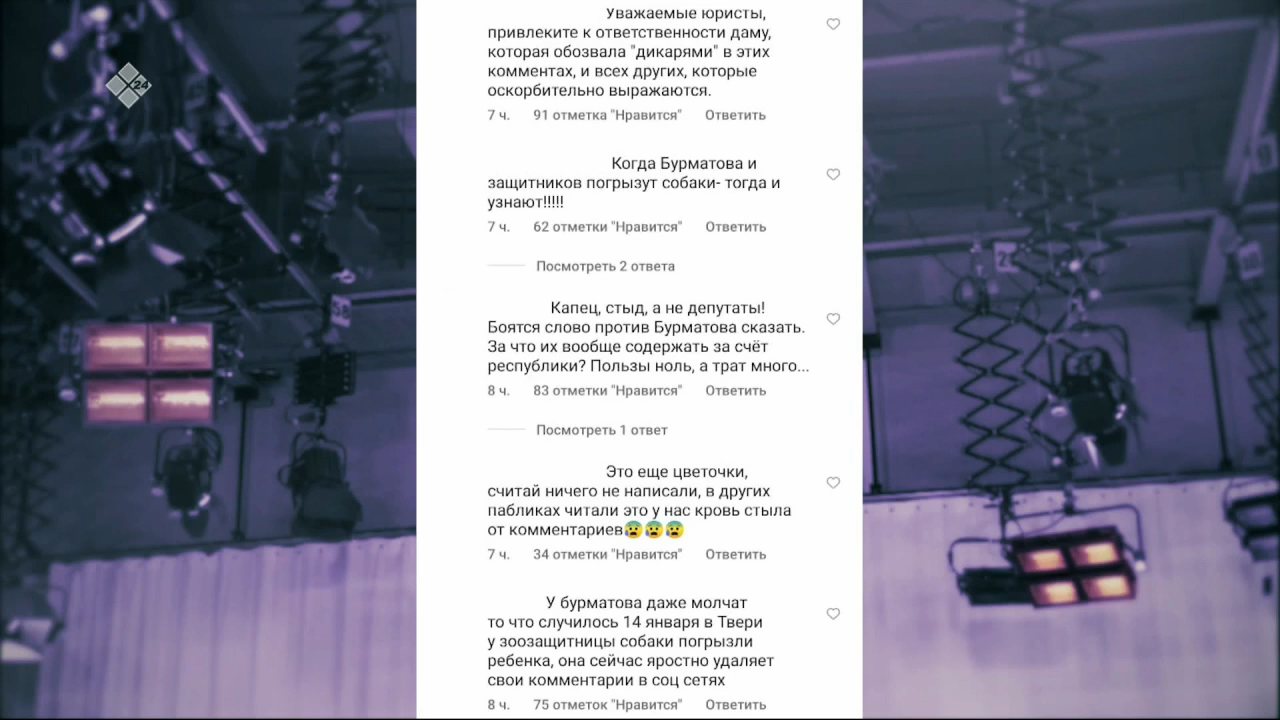 X24
Уважаемые юристы,
привлеките к ответственности даму,
которая обозвала "дикарями" в этих
комментах, и всех других, которые
оскорбительно выражаются.
7 ч. 91 отметка "Нравится" Ответить
Когда Бурматова и
защитников погрызут собаки- тогда и
узнают!!!!!
7 ч. 62 отметки "Нравится" Ответить
Посмотреть 2 ответа
Капец, стыд, а не депутаты!
Боятся слово против Бурматова сказать.
За что их вообще содержать за счёт
республики? Пользы ноль, а трат много...
8 ч. 83 отметки "Нравится" Ответить
Посмотреть 1 ответ
Это еще цветочки,
считай ничего не написали, в других
пабликах читали это у нас кровь стыла
от комментариев😰😰😰
7 ч. 34 отметки "Нравится" Ответить
У бурматова даже молчат
то что случилось 14 января в Твери
у зоозащитницы собаки погрызли
ребенка, она сейчас яростно удаляет
свои комментарии в соц сетях
8 ч. 75 отметок "Нравится" Ответить
58